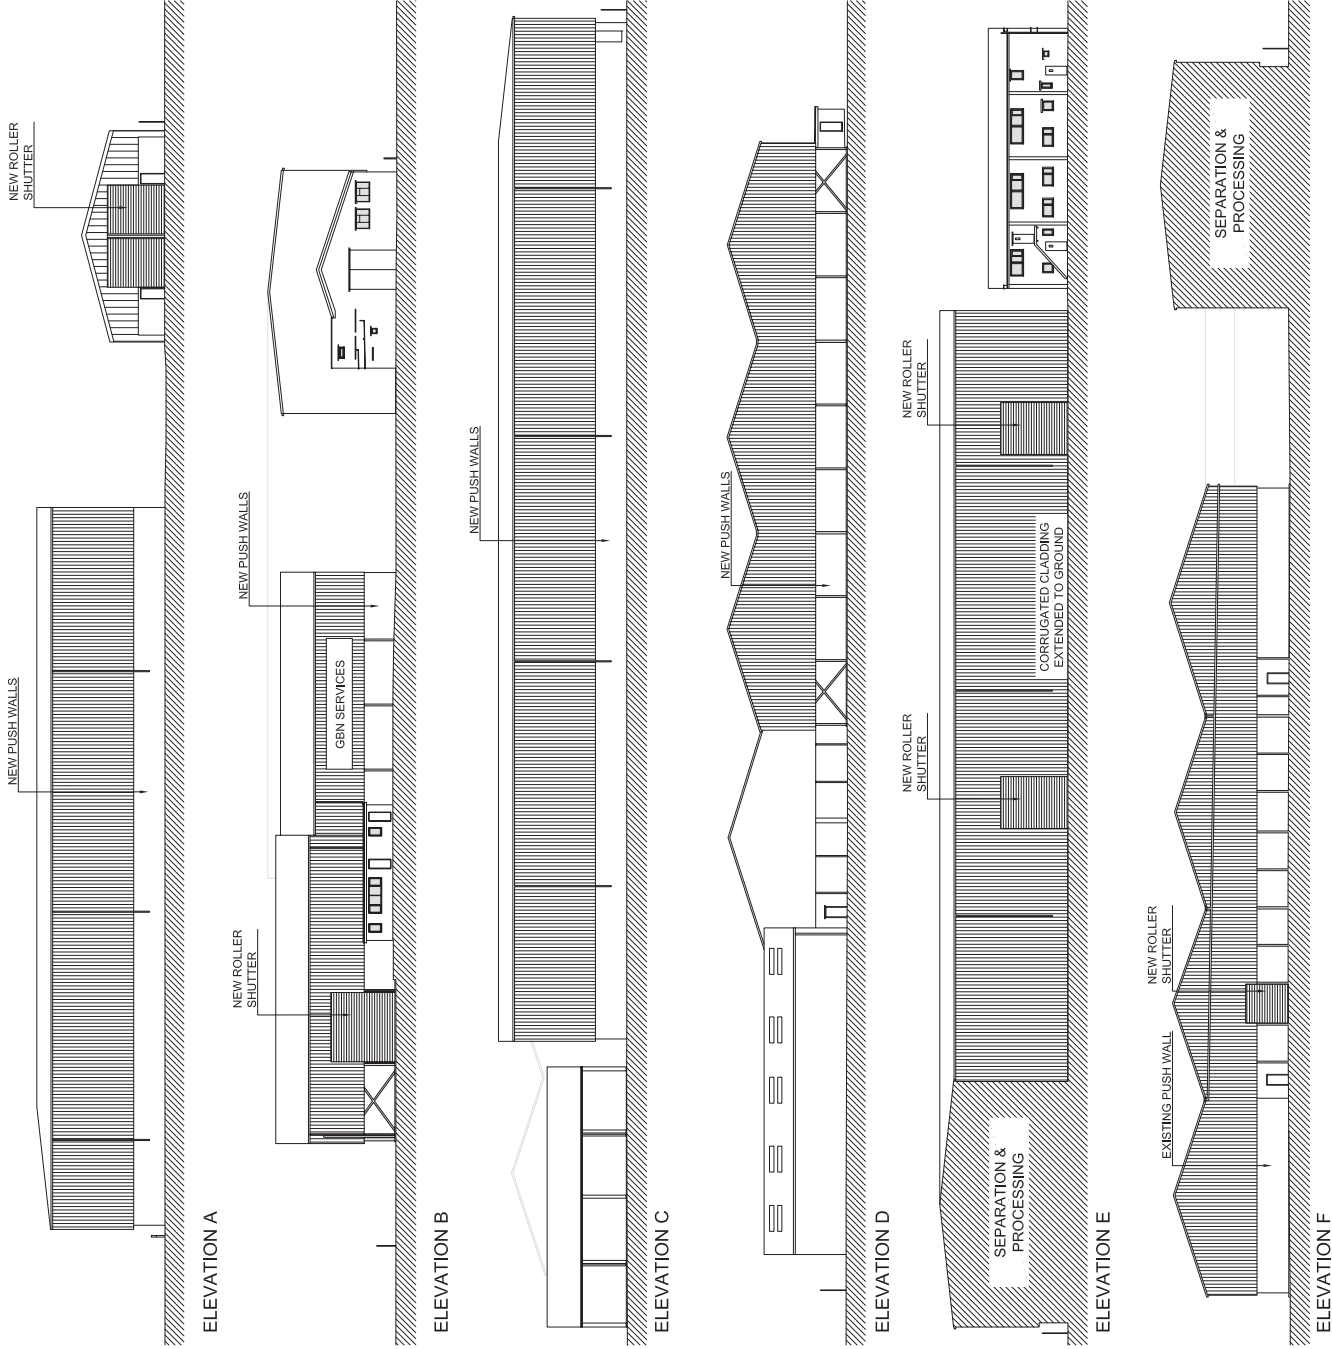 NEW PUSH WALLS
NEW ROLLER
SHUTTER
ELEVATION A
NEW ROLLER
SHUTTER
GBN SERVICES
NEW PUSH WALLS
ELEVATION B
NEW PUSH WALLS
ELEVATION C
NEW PUSH WALLS
ELEVATION D
SEPARATION &
PROCESSING
NEW ROLLER
SHUTTER
CORRUGATED CLADDING
EXTENDED TO GROUND
NEW ROLLER
SHUTTER
ELEVATION E
EXISTING PUSH WALL
NEW ROLLER
SHUTTER
SEPARATION &
PROCESSING
ELEVATION F